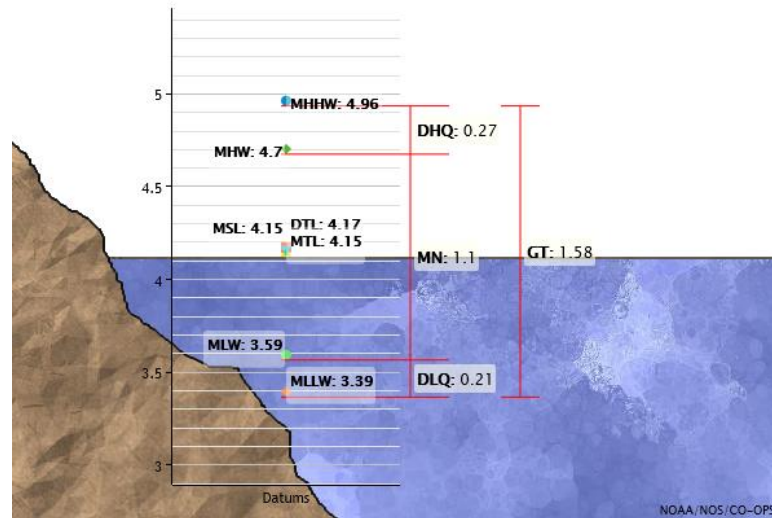 5
MHHW: 4.96
DHQ: 0.27
MHW: 4.7
4.5
MSL: 4.15
DTL: 4.17
MTL: 4.15
MN: 1.1
GT: 1.58
4
MLW: 3.59
3.5
MLLW: 3.39
DLQ: 0.21
3
Datums
NOAA/NOS/CO-OPS